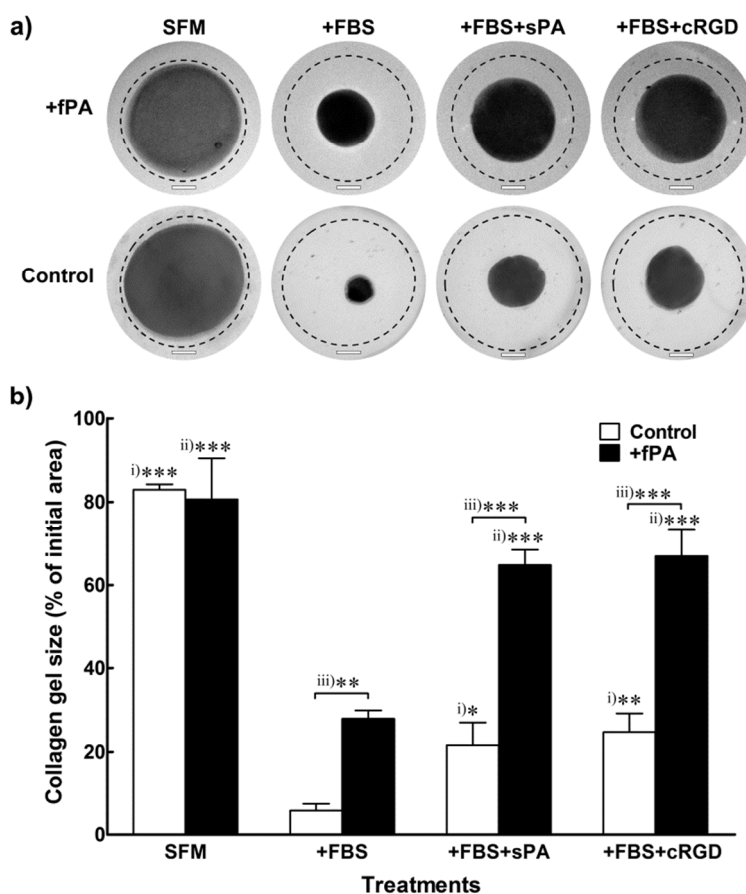 a)
SFM +FBS +FBS+sPA +FBS+cRGD
+fPA
Control
b)
Collagen gel size (% of initial area)
100
80
60
40
20
0
Control
+fPA
i)*** ii)***
iii)**
iii)***
ii)***
i)*
iii)***
ii)***
i)**
SFM +FBS +FBS+sPA +FBS+cRGD
Treatments